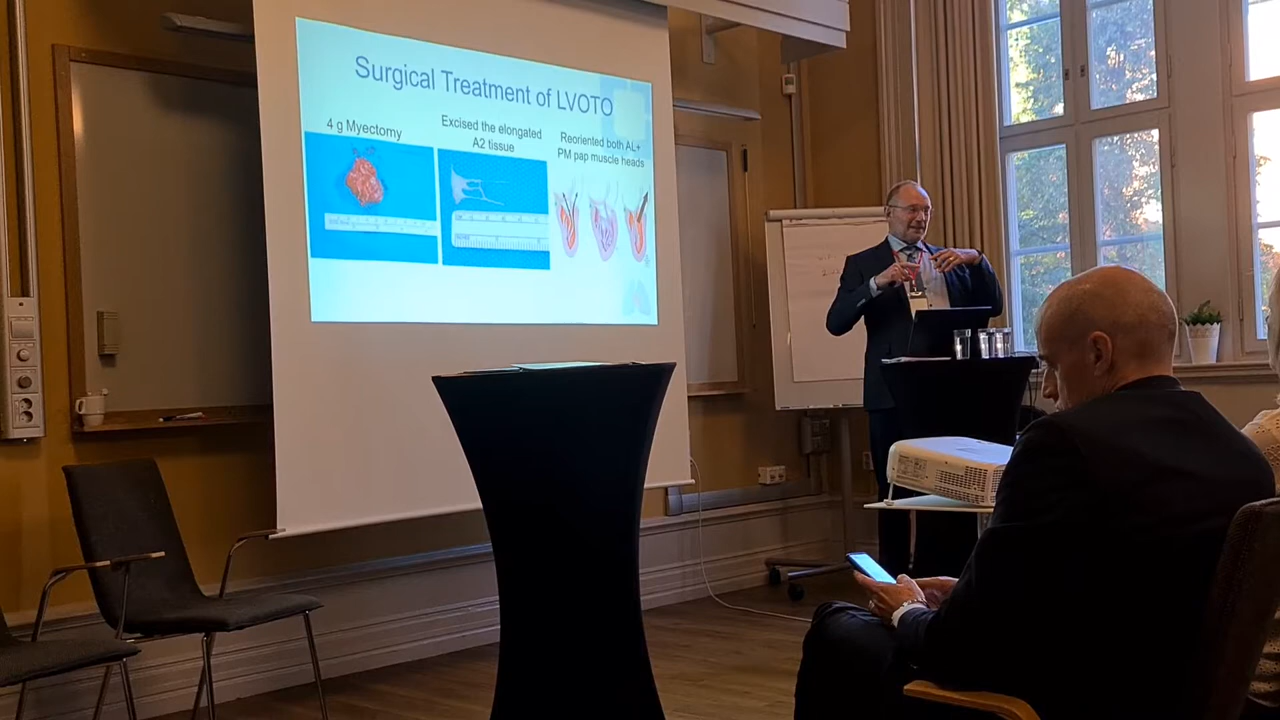 Surgical Treatment of LVOTO
4 g Myectomy
Excised the elongated
A2 tissue
Reoriented both AL+
PM pap muscle heads